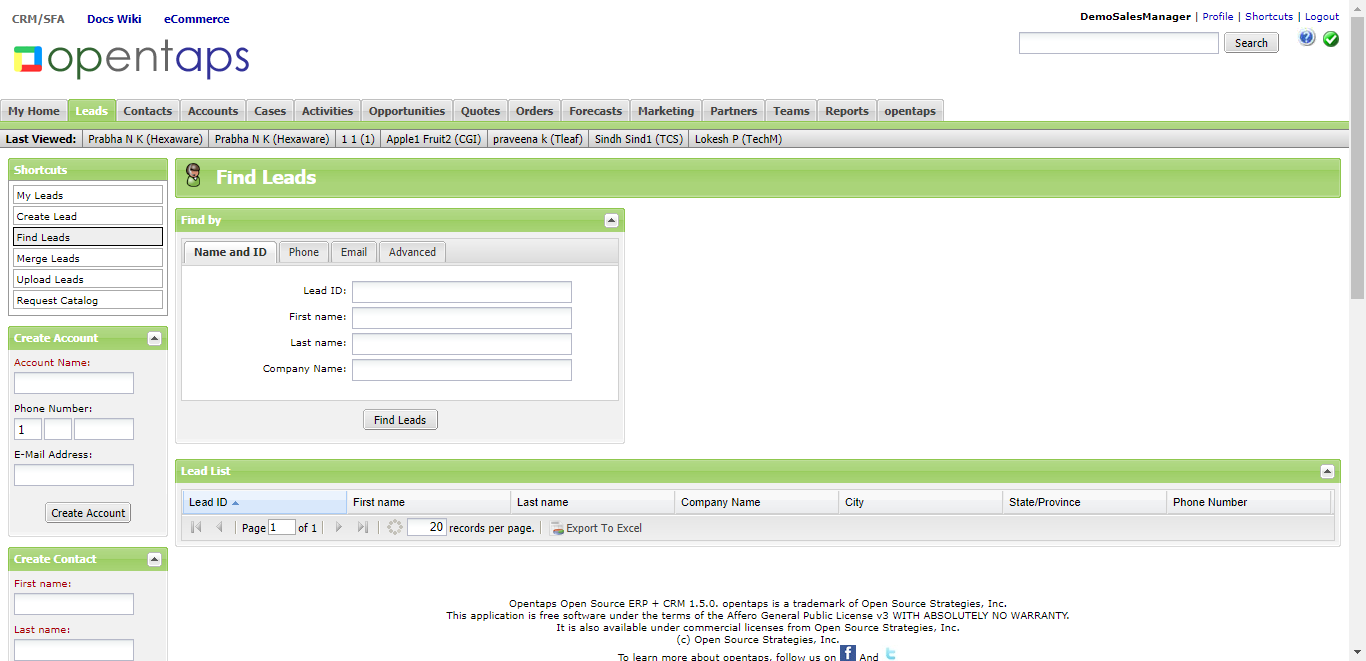 CRM/SFA Docs Wiki eCommerce
DemoSalesManager | Profile | Shortcuts | Logout
opentaps
Search
My Home Leads Contacts Accounts Cases Activities Opportunities Quotes Orders Forecasts Marketing Partners Teams Reports opentaps
Last Viewed: Prabha N K (Hexaware) Prabha N K (Hexaware) 1 1 (1) Apple1 Fruit2 (CGI) praveena k (Tleaf) Sindh Sind1 (TCS) Lokesh P (TechM)
Shortcuts
My Leads
Create Lead
Find Leads
Merge Leads
Upload Leads
Request Catalog
Create Account
Account Name:
Phone Number:
1
E-Mail Address:
Create Account
Create Contact
First name:
Last name:
Find Leads
Find by
Name and ID Phone Email Advanced
Lead ID:
First name:
Last name:
Company Name:
Find Leads
Lead List
Lead ID First name Last name Company Name City State/Province Phone Number
Page 1 of 1 20 records per page. Export To Excel
Opentaps Open Source ERP + CRM 1.5.0. opentaps is a trademark of Open Source Strategies, Inc.
This application is free software under the terms of the Affero General Public License v3 WITH ABSOLUTELY NO WARRANTY.
It is also available under commercial licenses from Open Source Strategies, Inc.
(c) Open Source Strategies, Inc.
To learn more about opentaps, follow us on f And t